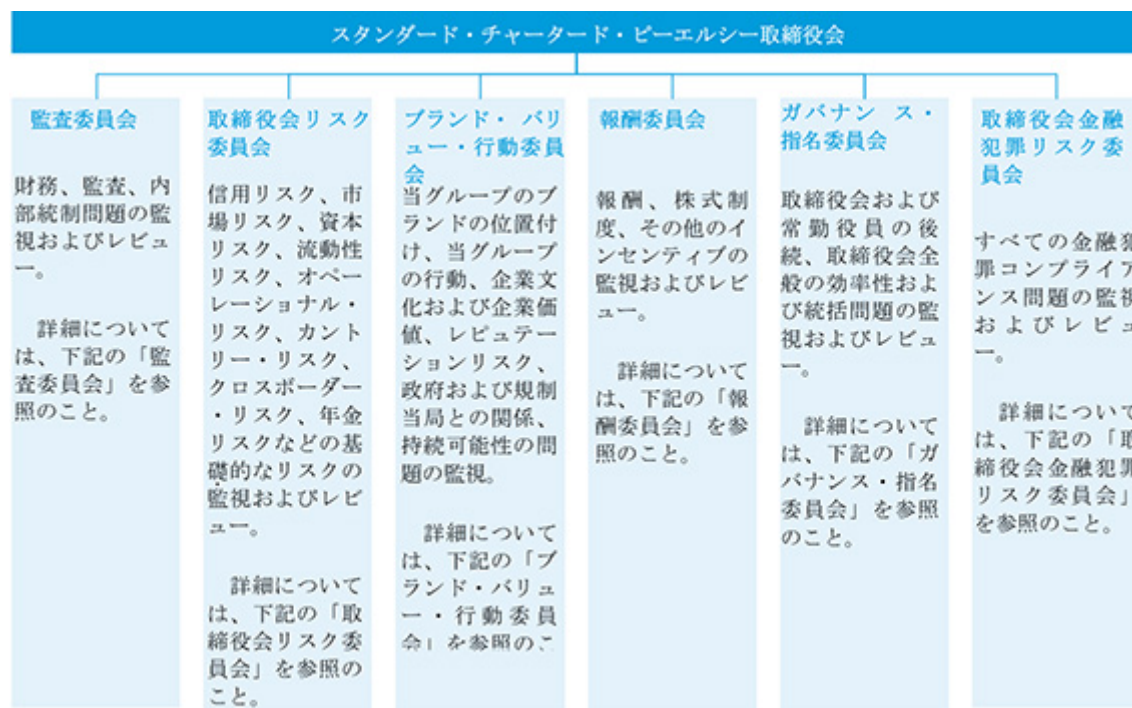 スタンダード・チャータード・ピーエルシー取締役会
監査委員会
財務、監査、内
部統制問題の監
視およびレビュ
ー。
詳細について
は、下記の「監
査委員会」を参
照のこと。
取締役会リスク
委員会
信用リスク、市
場リスク、資本
リスク、流動性
リスク、オペー
レーショナル・
リスク、カント
リー・リスク、
クロスボーダー
・リスク、年金
リスクなどの基
礎的なリスクの
監視およびレビ
ュー。
詳細について
は、下記の「取
締役会リスク委
員会」を参照の
こと。
ブランド・ バリ
ュー・行動委員
会
当グループのブ
ランドの位置付
け、当グループ
の行動、企業文
化および企業価
値、レピュテー
ションリスク、
政府および規制
当局との関係、
持続可能性の問
題の監視。
詳細について
は、下記の「ブ
ランド・バリュ
ー・行動委員
会」を参照のこ
報酬委員会
報酬、株式制
度、その他のイ
ンセンティブの
監視およびレビ
ュー。
詳細について
は、下記の「報
酬委員会」を参
照のこと。
ガバナン ス・
指名委員会
取締役会および
常勤役員の後
続、取締役会全
般の効率性およ
び統括問題の監
視およびレビュ
ー。
詳細について
は、下記の「ガ
バナンス・指名
委員会」を参照
のこと。
取締役会金融
犯罪リスク委
員会
すべての金融犯
罪コンプライア
ンス問題の監視
およびレビュ
ー。
詳細について
は、下記の「取
締役会金融犯罪
リスク委員会」
を参照のこと。